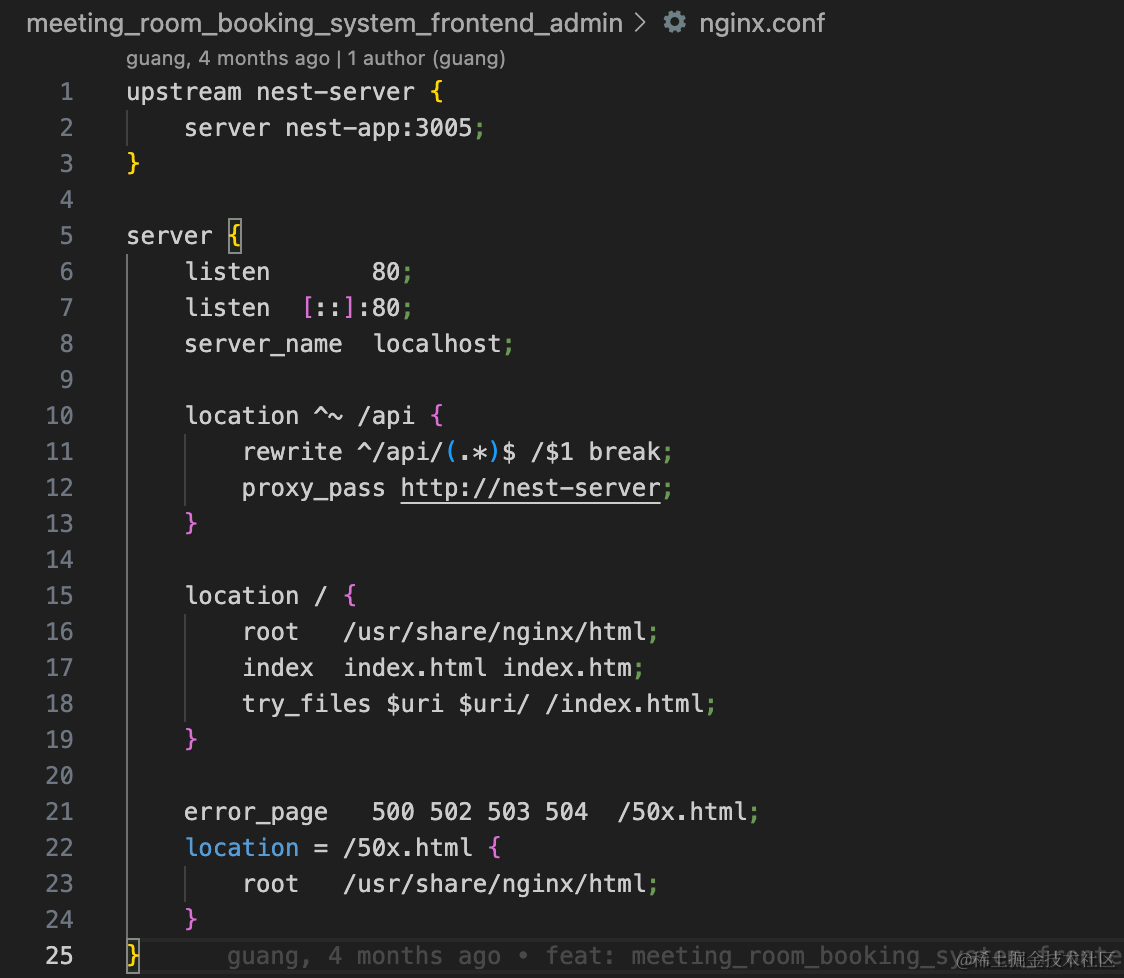 meeting_room_booking_system_frontend_admin > nginx.conf
guang, 4 months ago | 1 author (guang)
1 upstream nest-server {
2     server nest-app:3005;
3 }
4
5 server {
6     listen       80;
7     listen  [::]:80;
8     server_name  localhost;
9
10     location ^~ /api {
11         rewrite ^/api/(.*)$ /$1 break;
12         proxy_pass http://nest-server;
13     }
14
15     location / {
16         root   /usr/share/nginx/html;
17         index  index.html index.htm;
18         try_files $uri $uri/ /index.html;
19     }
20
21     error_page   500 502 503 504  /50x.html;
22     location = /50x.html {
23         root   /usr/share/nginx/html;
24     }
25 }      guang, 4 months ago • feat: meeting_room_booking_system_fronte
@稀土掘金技术社区